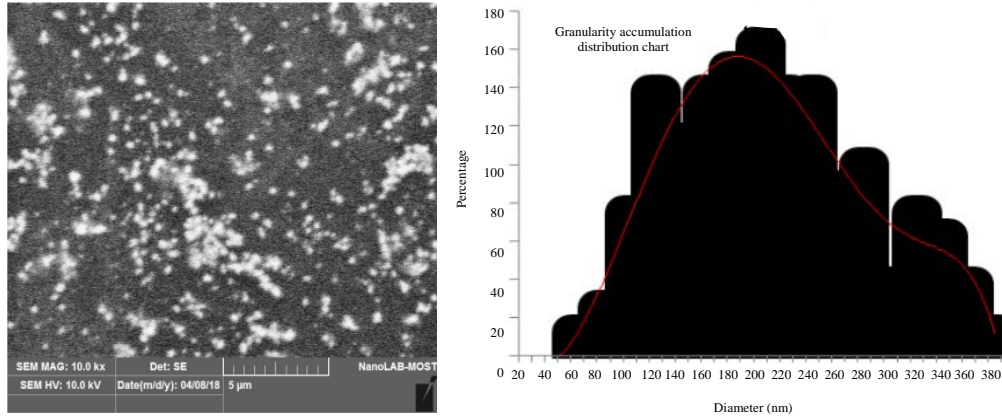 SEM MAG: 10.0 kx Det: SE NanoLAB-MOST
SEM HV: 10.0 kV Date(m/d/y): 04/08/18 5 µm
180
160
140
120
100
80
60
40
20
0
Percentage
Granularity accumulation
distribution chart
20 40 60 80 100 120 140 160 180 200 220 240 260 280 300 320 340 360 380
Diameter (nm)